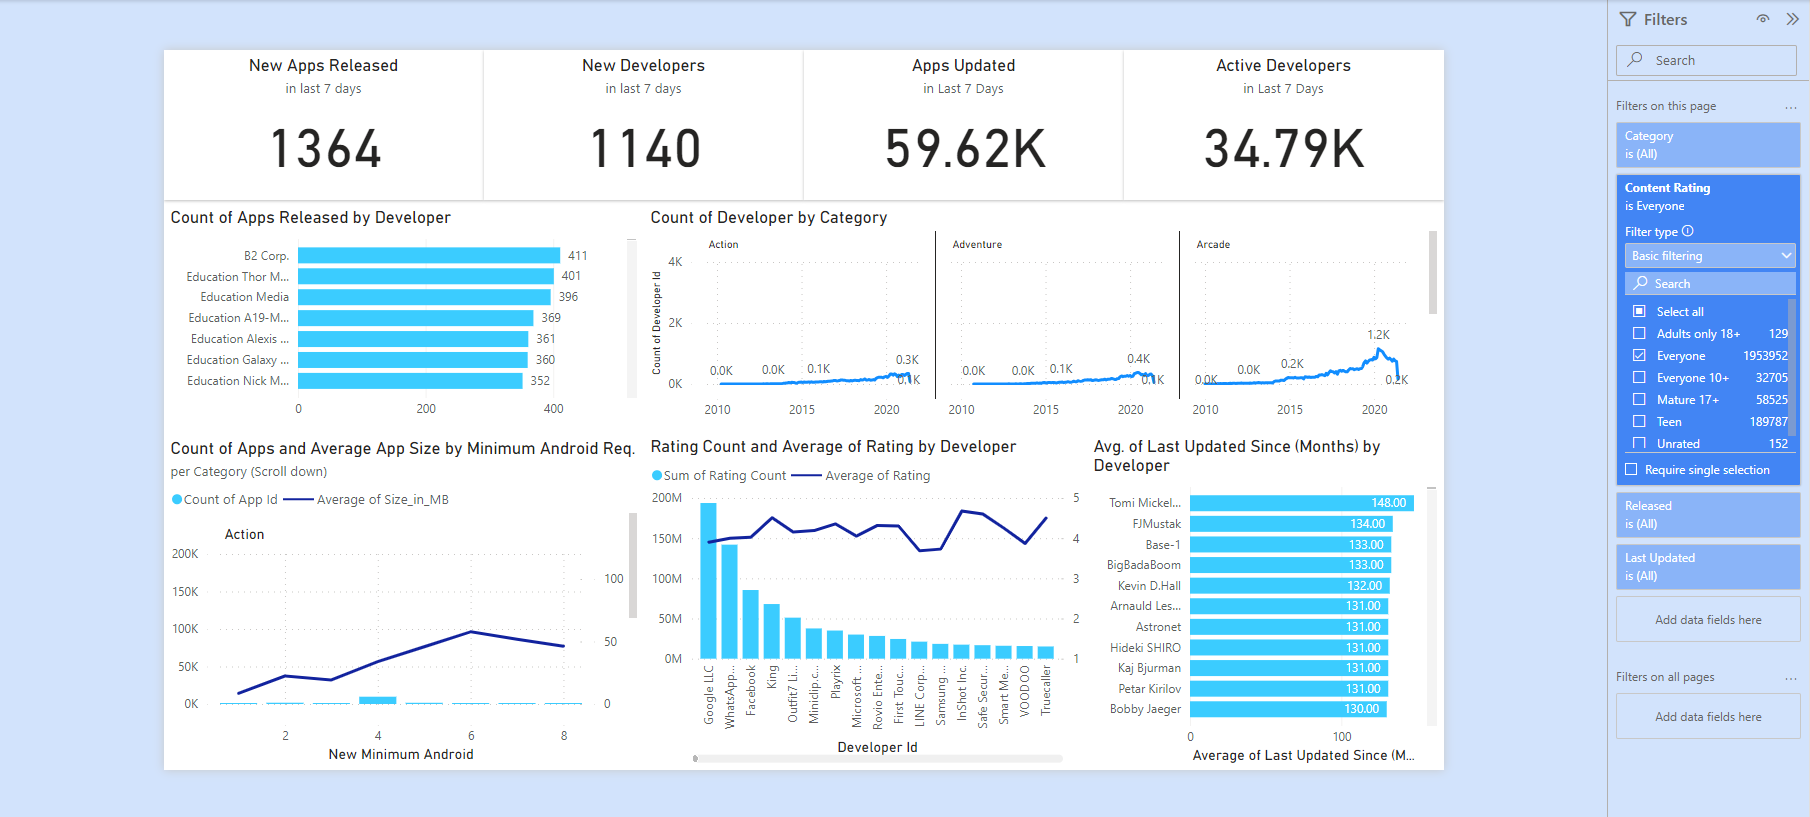 New Apps Released
in last 7 days
1364
New Developers
in last 7 days
1140
Apps Updated
in Last 7 Days
59.62K
Active Developers
in Last 7 Days
34.79K
Count of Apps Released by Developer
B2 Corp.
411
Education Thor M...
401
Education Media
396
Education A19-M...
369
Education Alexis ...
361
Education Galaxy ...
360
Education Nick M...
352
0
200
400
Count of Developer by Category
Count of Developer Id
4K
2K
0K
Action
0.0K
0.0K
0.1K
0.3K
0.1K
2010
2015
2020
Adventure
0.0K
0.0K
0.1K
0.4K
0.1K
2010
2015
2020
Arcade
0.0K
0.0K
0.2K
1.2K
0.2K
2010
2015
2020
Count of Apps and Average App Size by Minimum Android Req.
per Category (Scroll down)
Count of App Id
Average of Size_in_MB
Action
200K
150K
100K
50K
0K
100
50
0
2
4
6
8
New Minimum Android
Rating Count and Average of Rating by Developer
Sum of Rating Count
Average of Rating
200M
150M
100M
50M
0M
5
4
3
2
1
Google LLC
WhatsApp...
Facebook
King
Outfit7 Li...
Miniclip.c...
Playrix
Microsoft ...
Rovio Ente...
First Touc...
LINE Corp...
Samsung ...
InShot Inc.
Safe Secur...
Smart Me...
VOODOO
Truecaller
Developer Id
Avg. of Last Updated Since (Months) by
Developer
Tomi Mickel...
148.00
FJMustak
134.00
Base-1
133.00
BigBadaBoom
133.00
Kevin D.Hall
132.00
Arnauld Les...
131.00
Astronet
131.00
Hideki SHIRO
131.00
Kaj Bjurman
131.00
Petar Kirilov
131.00
Bobby Jaeger
130.00
0
100
Average of Last Updated Since (M...
Filters
Search
Filters on this page
...
Category
is (All)
Content Rating
is Everyone
Filter type
Basic filtering
Search
Select all
Adults only 18+ 129
Everyone 1953952
Everyone 10+ 32705
Mature 17+ 58525
Teen 189787
Unrated 152
Require single selection
Released
is (All)
Last Updated
is (All)
Add data fields here
Filters on all pages
...
Add data fields here